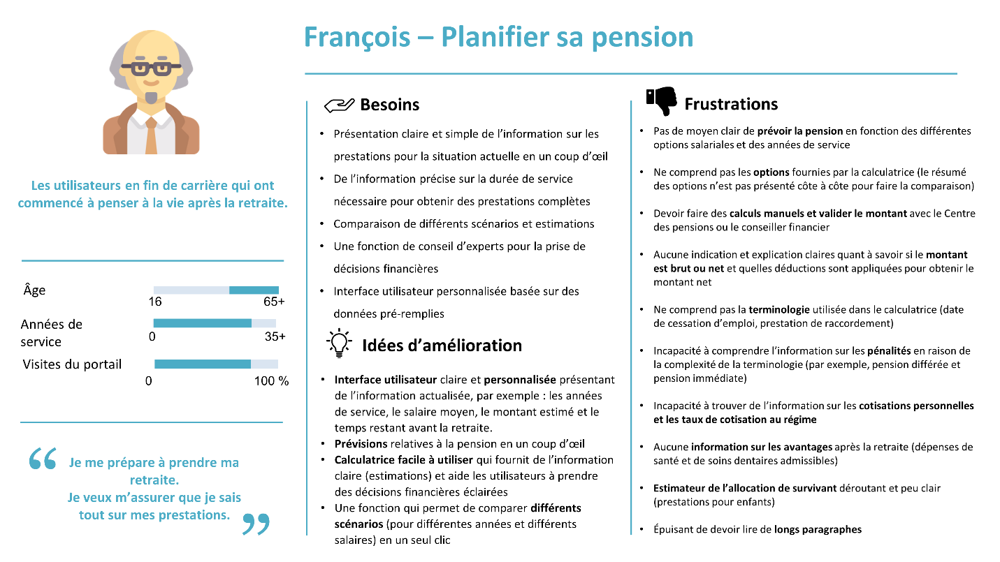 François – Planifier sa pension
Les utilisateurs en fin de carrière qui ont
commencé à penser à la vie après la retraite.
Âge
16
65+
Années de
service
0
35+
Visites du portail
0
100 %
“
Je me prépare à prendre ma
retraite.
Je veux m’assurer que je sais
tout sur mes prestations.
”
Besoins
• Présentation claire et simple de l’information sur les
prestations pour la situation actuelle en un coup d’œil
• De l’information précise sur la durée de service
nécessaire pour obtenir des prestations complètes
• Comparaison de différents scénarios et estimations
• Une fonction de conseil d’experts pour la prise de
décisions financières
• Interface utilisateur personnalisée basée sur des
données pré-remplies
Idées d’amélioration
• Interface utilisateur claire et personnalisée présentant
de l’information actualisée, par exemple : les années
de service, le salaire moyen, le montant estimé et le
temps restant avant la retraite.
• Prévisions relatives à la pension en un coup d’œil
• Calculatrice facile à utiliser qui fournit de l’information
claire (estimations) et aide les utilisateurs à prendre
des décisions financières éclairées
• Une fonction qui permet de comparer différents
scénarios (pour différentes années et différents
salaires) en un seul clic
Frustrations
• Pas de moyen clair de prévoir la pension en fonction des différentes
options salariales et des années de service
• Ne comprend pas les options fournies par la calculatrice (le résumé
des options n’est pas présenté côte à côte pour faire la comparaison)
• Devoir faire des calculs manuels et valider le montant avec le Centre
des pensions ou le conseiller financier
• Aucune indication et explication claires quant à savoir si le montant
est brut ou net et quelles déductions sont appliquées pour obtenir le
montant net
• Ne comprend pas la terminologie utilisée dans le calculatrice (date
de cessation d’emploi, prestation de raccordement)
• Incapacité à comprendre l’information sur les pénalités en raison de
la complexité de la terminologie (par exemple, pension différée et
pension immédiate)
• Incapacité à trouver de l’information sur les cotisations personnelles
et les taux de cotisation au régime
• Aucune information sur les avantages après la retraite (dépenses de
santé et de soins dentaires admissibles)
• Estimateur de l’allocation de survivant déroutant et peu clair
(prestations pour enfants)
• Épuisant de devoir lire de longs paragraphes